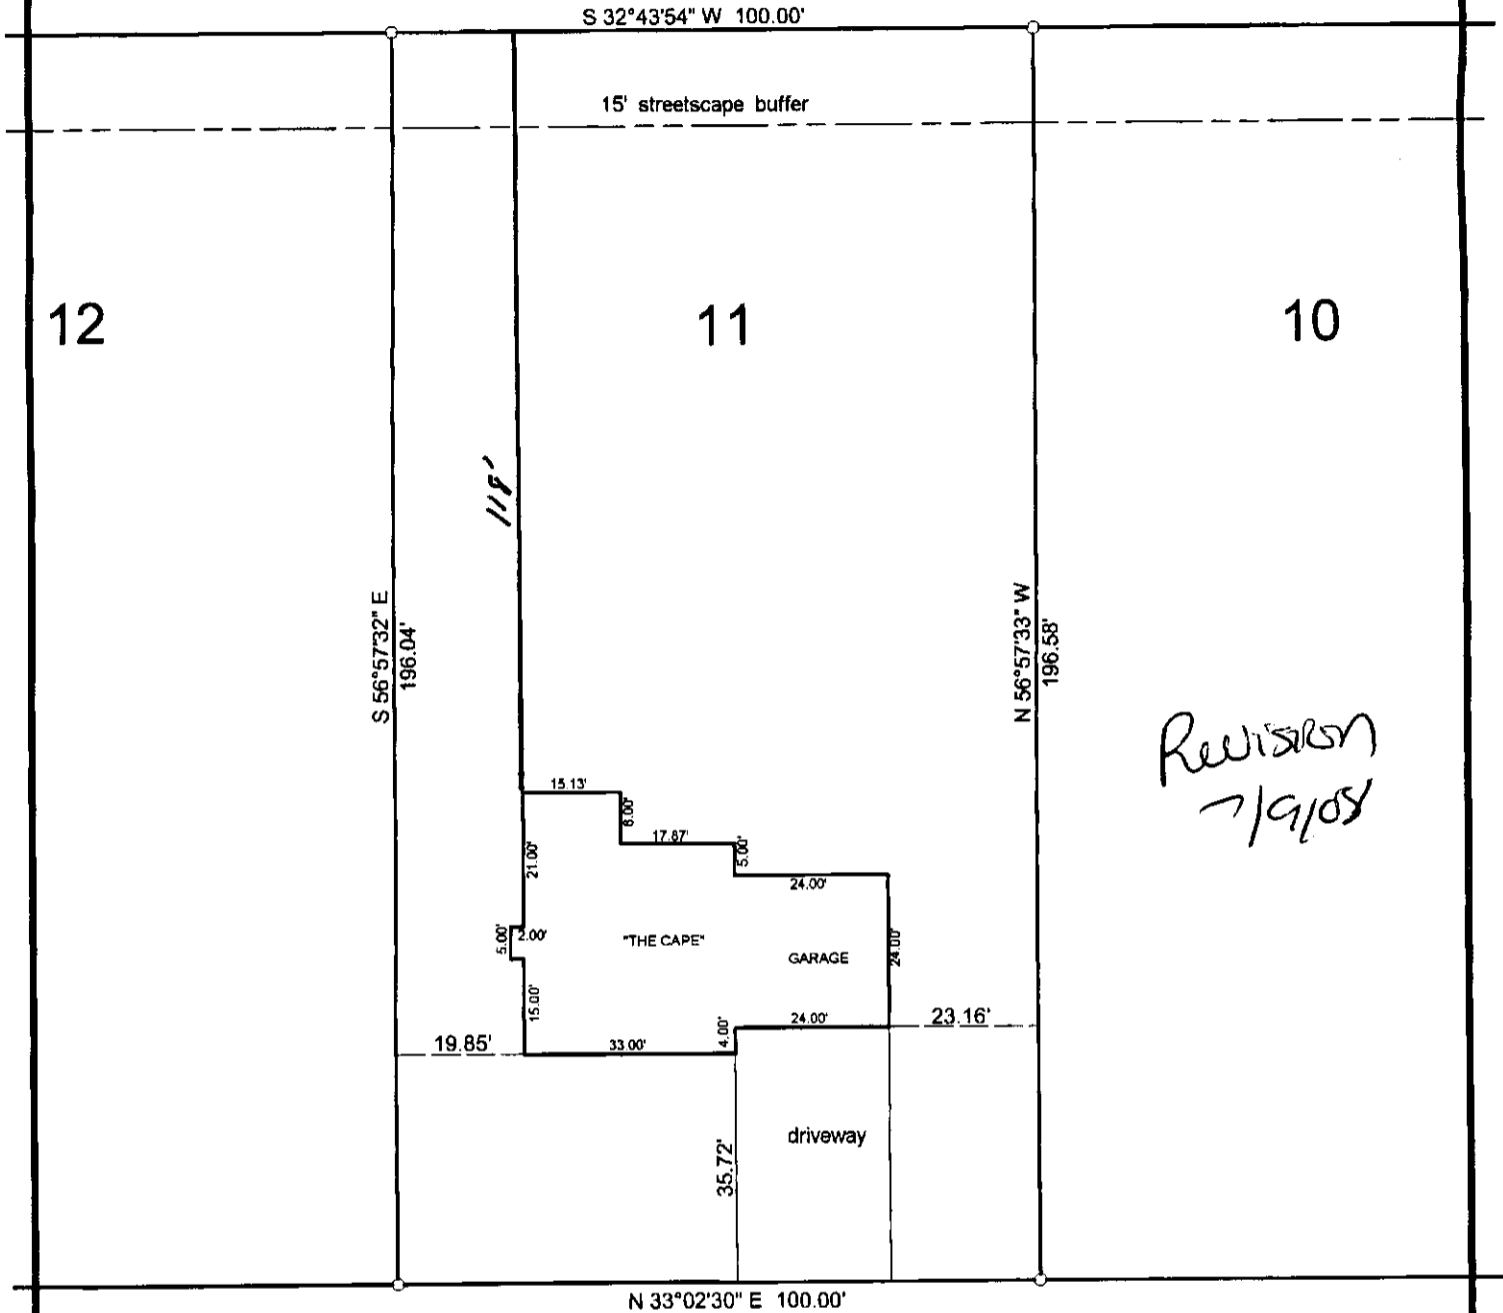 S 32°43'54" W 100.00'
15' streetscape buffer
12
11
10
118'
S 56°57'32" E
196.04'
N 56°57'33" W
196.58'
Revision
7/9/08
15.13'
8.00'
17.87'
5.00'
24.00'
21.00'
5.00'
2.00'
"THE CAPE"
GARAGE
24.00'
15.00'
19.85'
33.00'
4.00'
24.00'
23.16'
driveway
35.72'
N 33°02'30" E 100.00'